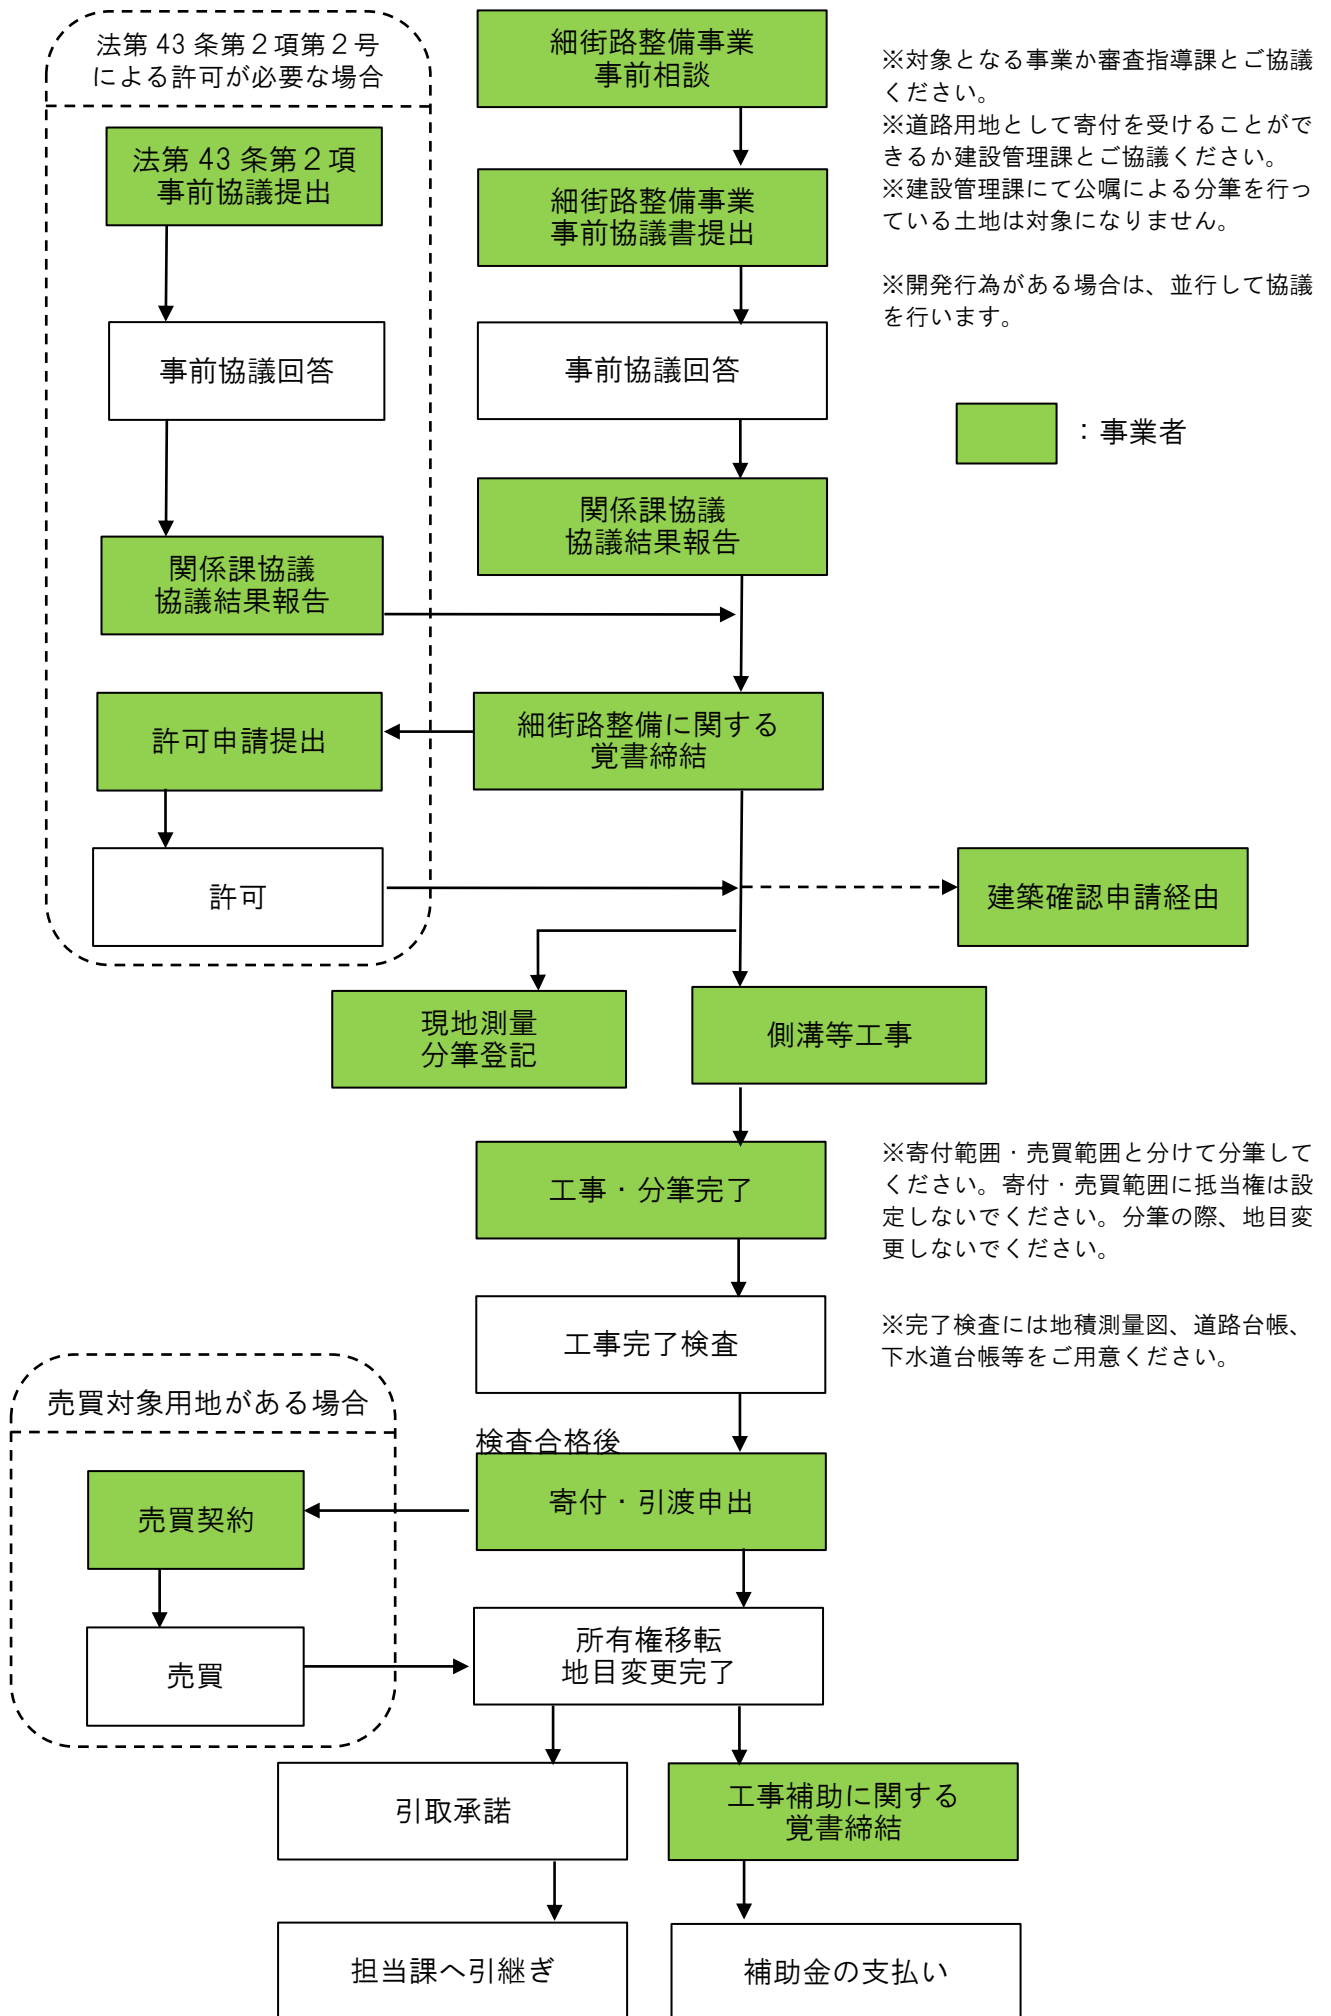 法第 43 条第２項第２号
による許可が必要な場合
法第 43 条第２項
事前協議提出
事前協議回答
関係課協議
協議結果報告
許可申請提出
許可
細街路整備事業
事前相談
細街路整備事業
事前協議書提出
事前協議回答
関係課協議
協議結果報告
細街路整備に関する
覚書締結
※対象となる事業か審査指導課とご協議
ください。
※道路用地として寄付を受けることがで
きるか建設管理課とご協議ください。
※建設管理課にて公嘱による分筆を行っ
ている土地は対象になりません。
※開発行為がある場合は、並行して協議
を行います。
：事業者
建築確認申請経由
現地測量
分筆登記
側溝等工事
工事・分筆完了
※寄付範囲・売買範囲と分けて分筆して
ください。寄付・売買範囲に抵当権は設
定しないでください。分筆の際、地目変
更しないでください。
工事完了検査
※完了検査には地積測量図、道路台帳、
下水道台帳等をご用意ください。
検査合格後
寄付・引渡申出
売買対象用地がある場合
売買契約
売買
所有権移転
地目変更完了
引取承諾
工事補助に関する
覚書締結
担当課へ引継ぎ
補助金の支払い